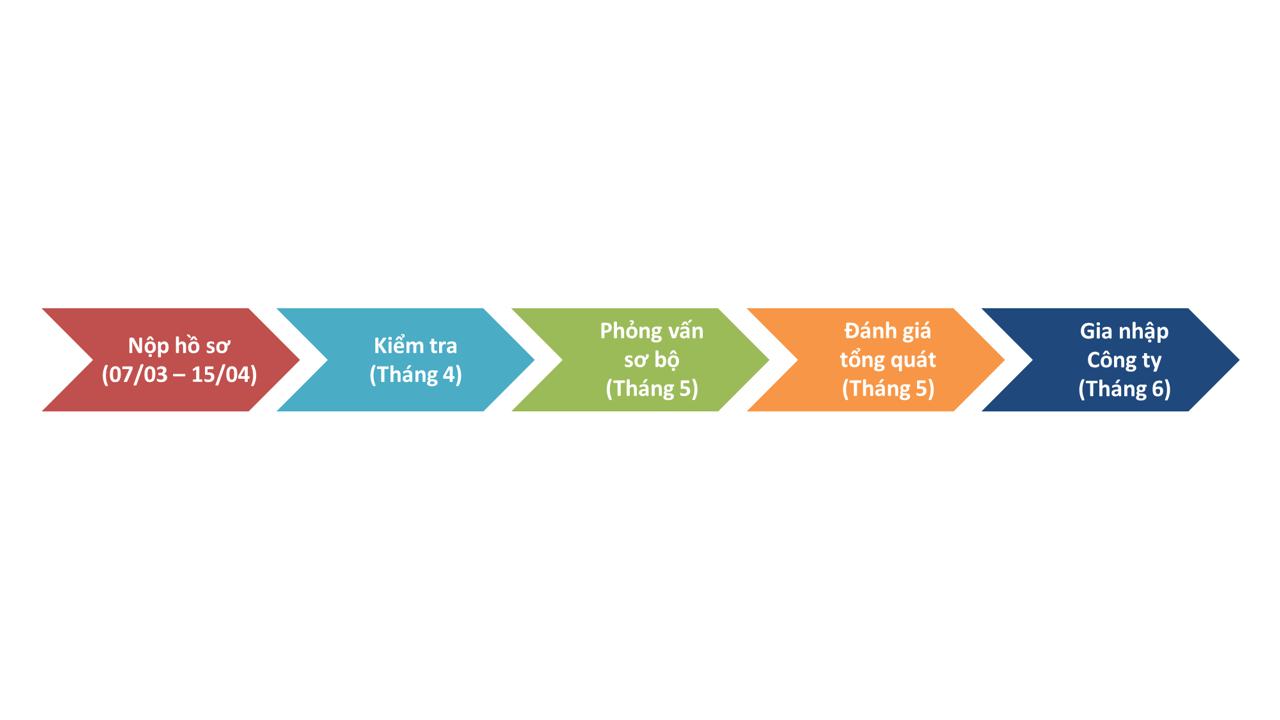 Nộp hồ sơ
(07/03 – 15/04)
Kiểm tra
(Tháng 4)
Phỏng vấn
sơ bộ
(Tháng 5)
Đánh giá
tổng quát
(Tháng 5)
Gia nhập
Công ty
(Tháng 6)